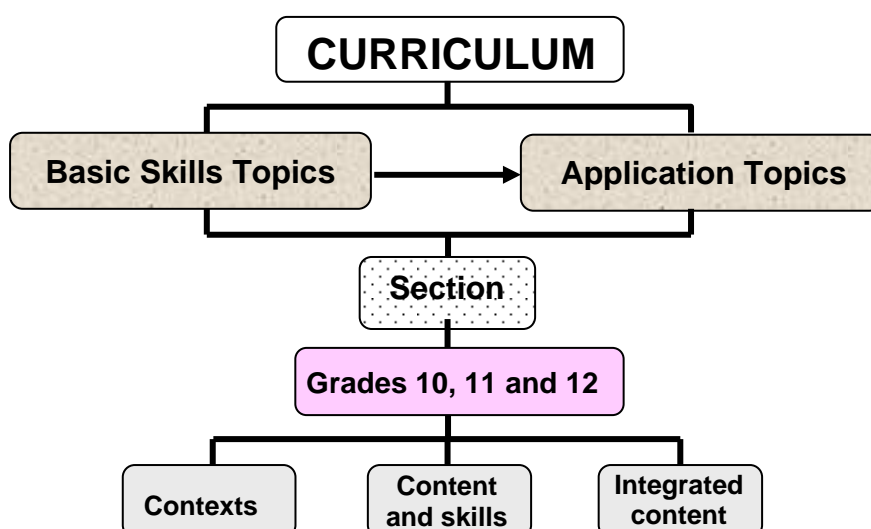 CURRICULUM
Basic Skills Topics
Application Topics
Section
Grades 10, 11 and 12
Contexts
Content
and skills
Integrated
content